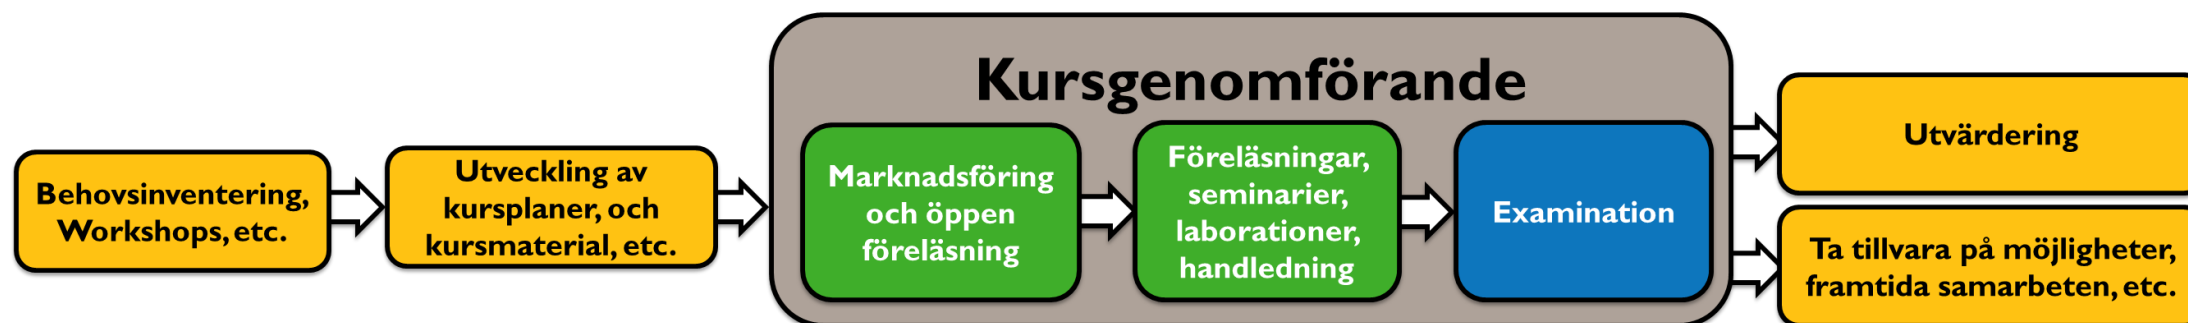 Behovsinventering,
Workshops, etc.
Utveckling av
kursplaner, och
kursmaterial, etc.
Kursgenomförande
Marknadsföring
och öppen
föreläsning
Föreläsningar,
seminarier,
laborationer,
handledning
Examination
Utvärdering
Ta tillvara på möjligheter,
framtida samarbeten, etc.